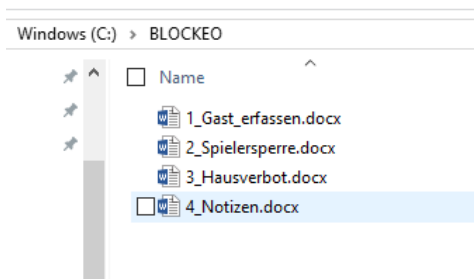 Windows (C:) > BLOCKEO
Name
1_Gast_erfassen.docx
2_Spielersperre.docx
3_Hausverbot.docx
4_Notizen.docx